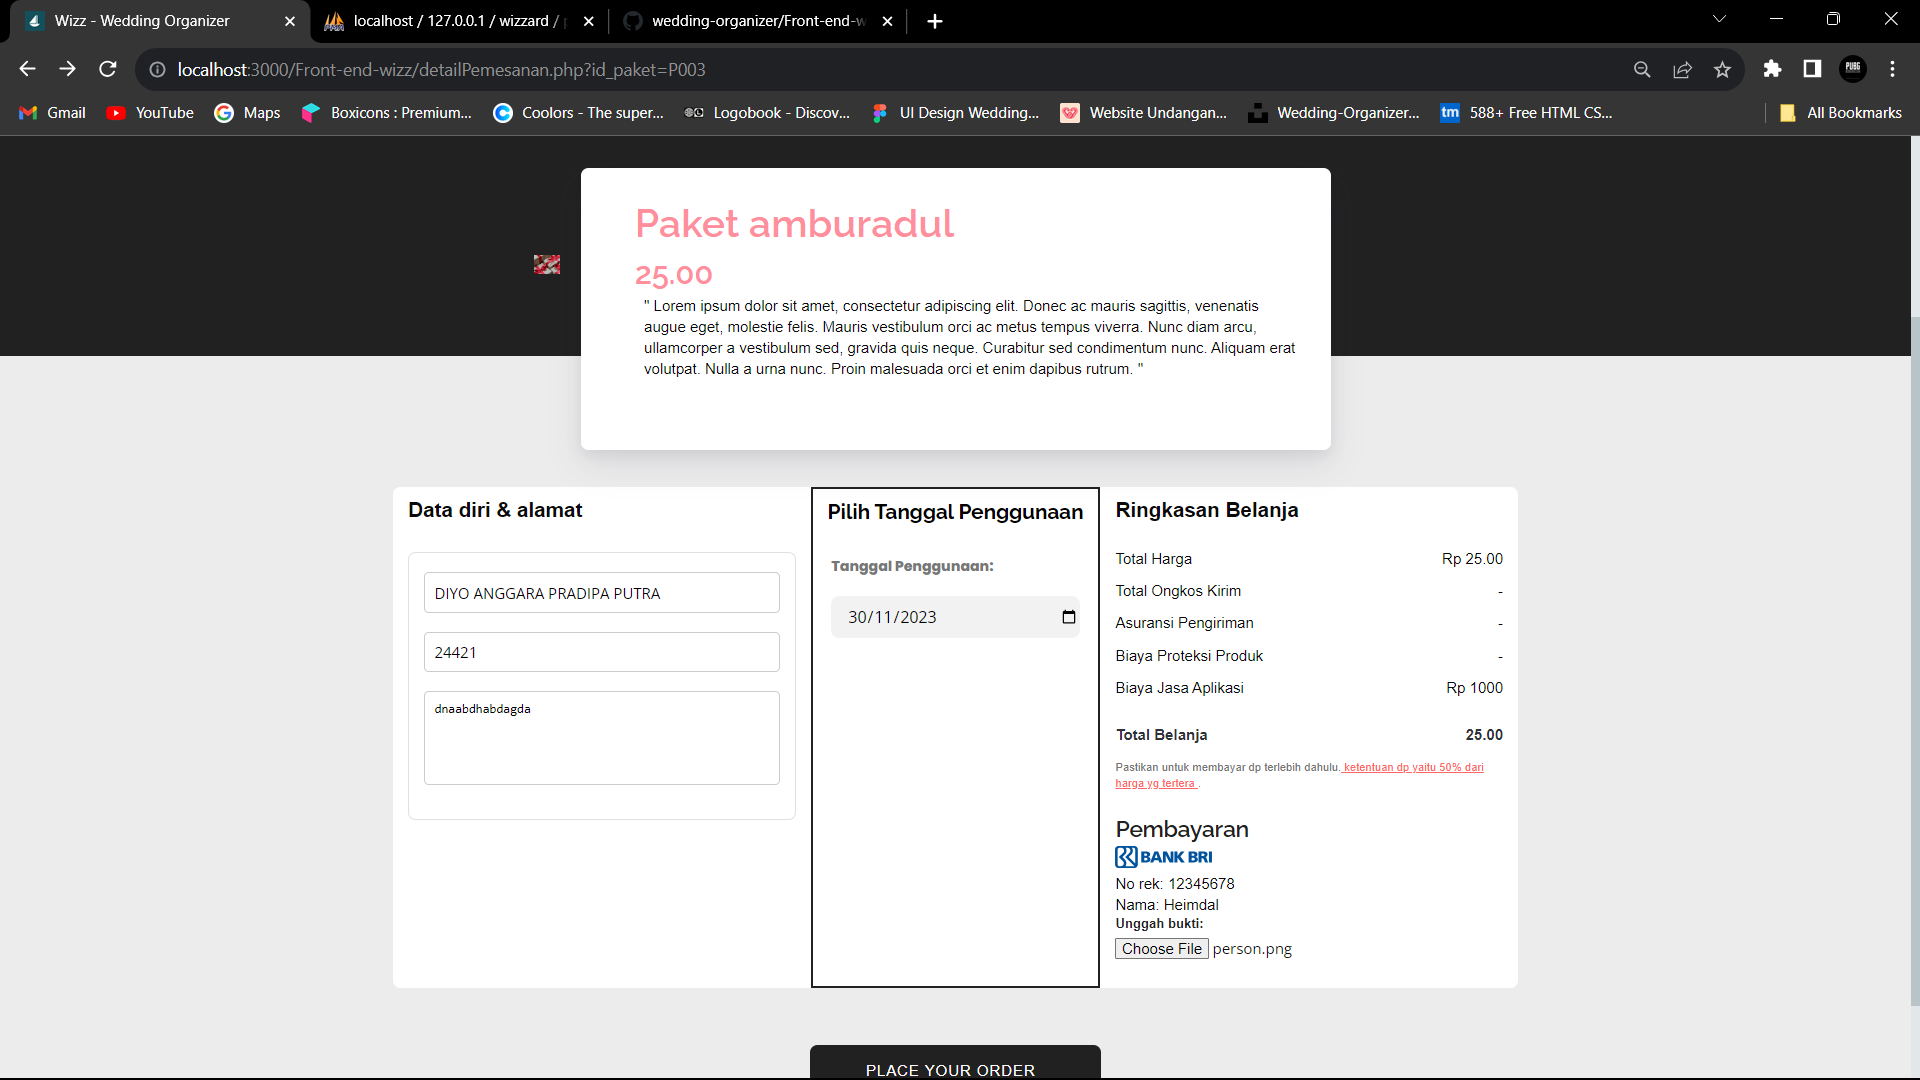 Wizz - Wedding Organizer
localhost / 127.0.0.1 / wizzard /
wedding-organizer/Front-end-w
localhost:3000/Front-end-wizz/detailPemesanan.php?id_paket=P003
PUBG
Gmail
YouTube
Maps
Boxicons : Premium...
Coolors - The super...
Logobook - Discov...
UI Design Wedding...
Website Undangan...
Wedding-Organizer...
tm 588+ Free HTML CS...
All Bookmarks
Paket amburadul
25.00
" Lorem ipsum dolor sit amet, consectetur adipiscing elit. Donec ac mauris sagittis, venenatis
augue eget, molestie felis. Mauris vestibulum orci ac metus tempus viverra. Nunc diam arcu,
ullamcorper a vestibulum sed, gravida quis neque. Curabitur sed condimentum nunc. Aliquam erat
volutpat. Nulla a urna nunc. Proin malesuada orci et enim dapibus rutrum. "
Data diri & alamat
DIYO ANGGARA PRADIPA PUTRA
24421
dnaabdhabdagda
Pilih Tanggal Penggunaan
Tanggal Penggunaan:
30/11/2023
Ringkasan Belanja
Total Harga Rp 25.00
Total Ongkos Kirim -
Asuransi Pengiriman -
Biaya Proteksi Produk -
Biaya Jasa Aplikasi Rp 1000
Total Belanja 25.00
Pastikan untuk membayar dp terlebih dahulu. ketentuan dp yaitu 50% dari
harga yg tertera .
Pembayaran
BANK BRI
No rek: 12345678
Nama: Heimdal
Unggah bukti:
Choose File person.png
PLACE YOUR ORDER